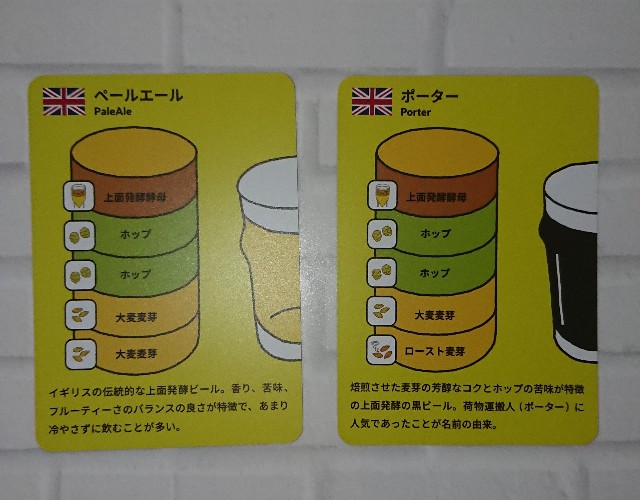 ペールエール
PaleAle
上面発酵酵母
ホップ
ホップ
大麦麦芽
大麦麦芽
イギリスの伝統的な上面発酵ビール。香り、苦味、
フルーティーさのバランスの良さが特徴で、あまり
冷やさずに飲むことが多い。
ポーター
Porter
上面発酵酵母
ホップ
ホップ
大麦麦芽
ロースト麦芽
焙煎させた麦芽の芳醇なコクとホップの苦味が特徴
の上面発酵の黒ビール。荷物運搬人（ポーター）に
人気であったことが名前の由来。